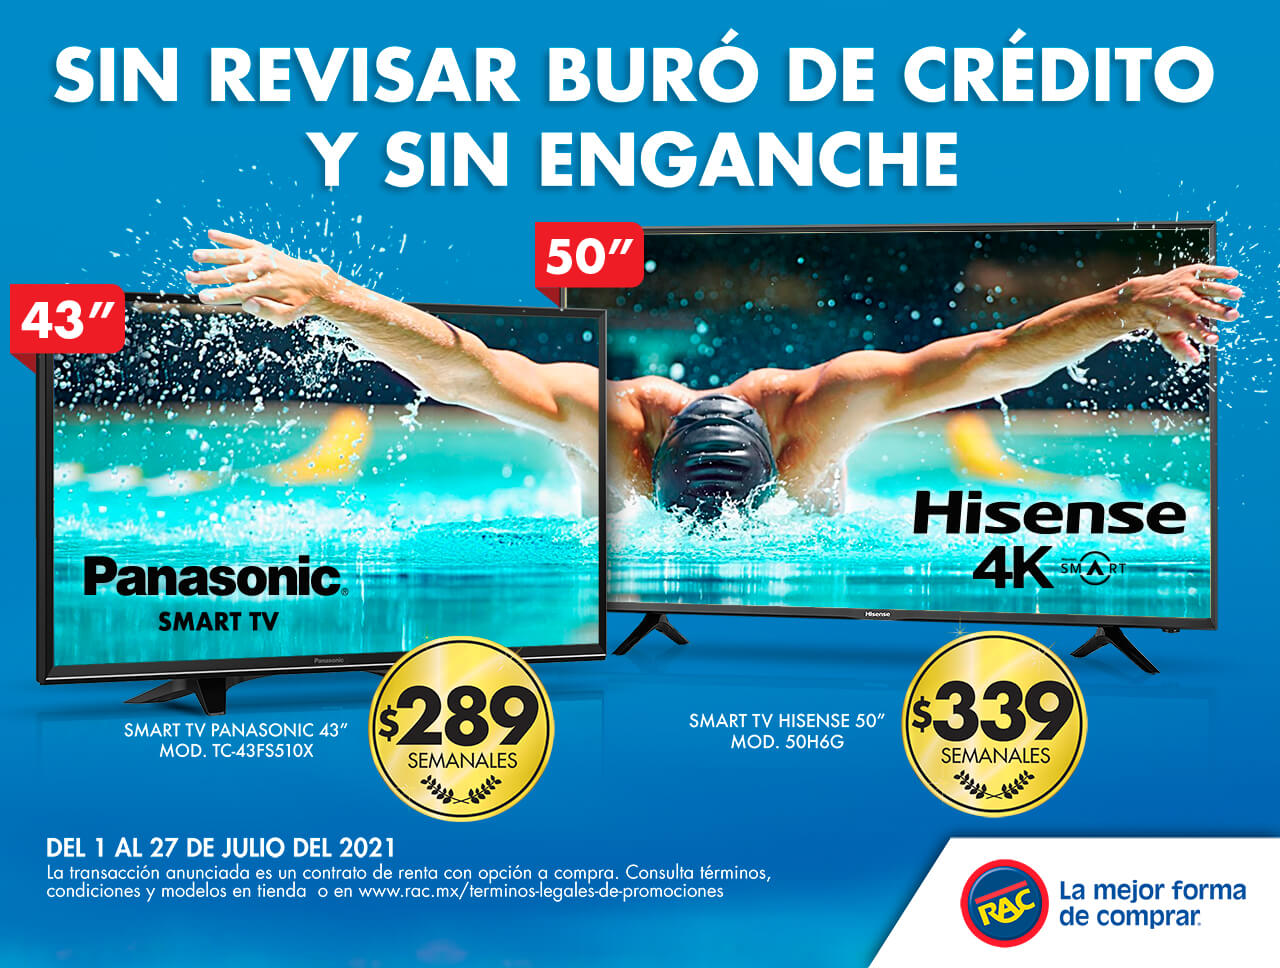 SIN REVISAR BURÓ DE CRÉDITO
Y SIN ENGANCHE
43”
50”
Panasonic®
SMART TV
Hisense
4K SMART
Panasonic
Hisense
SMART TV PANASONIC 43”
MOD. TC-43FS510X
$289
SEMANALES
SMART TV HISENSE 50”
MOD. 50H6G
$339
SEMANALES
DEL 1 AL 27 DE JULIO DEL 2021
La transacción anunciada es un contrato de renta con opción a compra. Consulta términos,
condiciones y modelos en tienda o en www.rac.mx/terminos-legales-de-promociones
RAC
La mejor forma
de comprar.